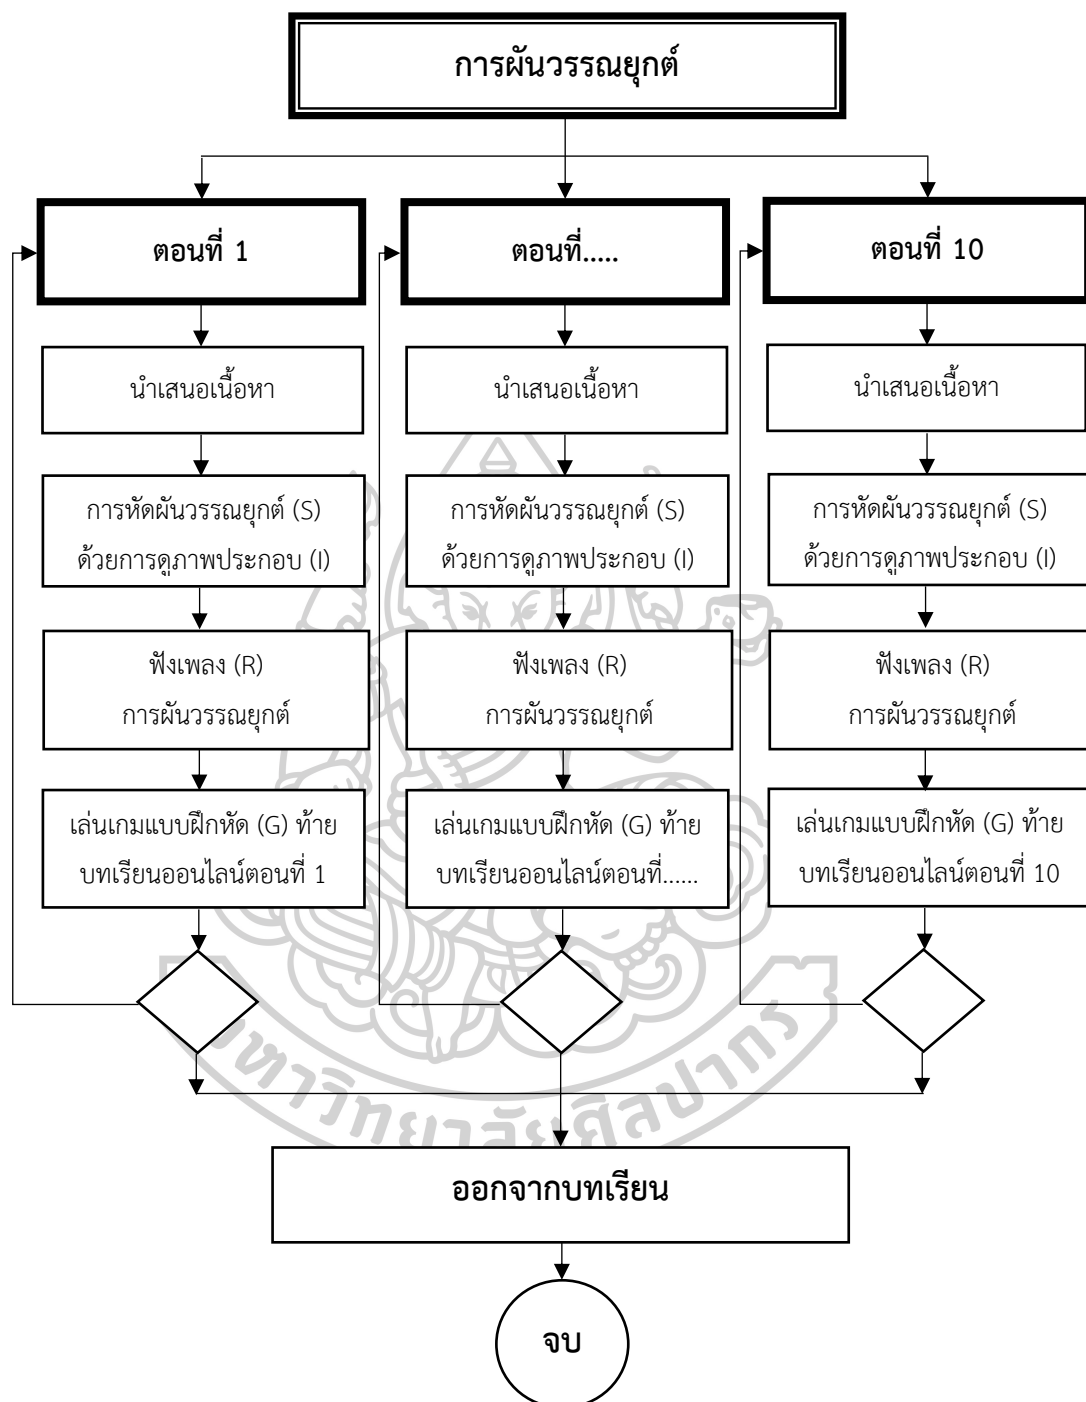 การผันวรรณยุกต์
ตอนที่ 1
นำเสนอเนื้อหา
การหัดผันวรรณยุกต์ (S)
ด้วยการดูภาพประกอบ (I)
ฟังเพลง (R)
การผันวรรณยุกต์
เล่นเกมแบบฝึกหัด (G) ท้าย
บทเรียนออนไลน์ตอนที่ 1
ตอนที่.....
นำเสนอเนื้อหา
การหัดผันวรรณยุกต์ (S)
ด้วยการดูภาพประกอบ (I)
ฟังเพลง (R)
การผันวรรณยุกต์
เล่นเกมแบบฝึกหัด (G) ท้าย
บทเรียนออนไลน์ตอนที่......
ตอนที่ 10
นำเสนอเนื้อหา
การหัดผันวรรณยุกต์ (S)
ด้วยการดูภาพประกอบ (I)
ฟังเพลง (R)
การผันวรรณยุกต์
เล่นเกมแบบฝึกหัด (G) ท้าย
บทเรียนออนไลน์ตอนที่ 10
มหาวิทยาลัยศิลปากร
ออกจากบทเรียน
จบ